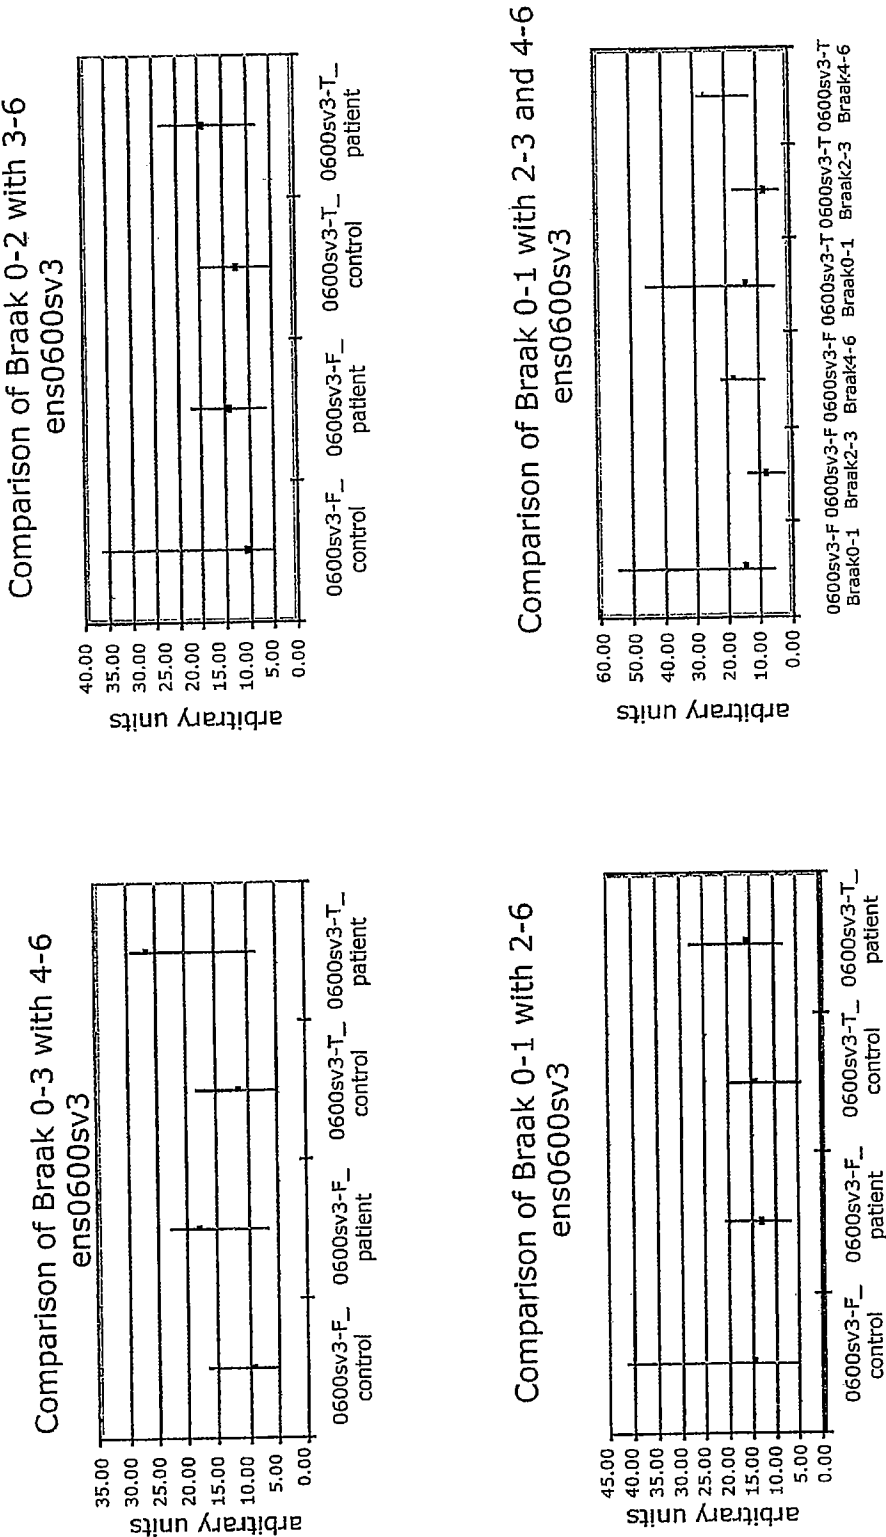 Comparison of Braak 0-3 with 4-6
ens0600sv3
arbitrary units
35.00
30.00
25.00
20.00
15.00
10.00
5.00
0.00
0600sv3-F_ 0600sv3-F_ 0600sv3-T_ 0600sv3-T_
control patient control patient
Comparison of Braak 0-2 with 3-6
ens0600sv3
arbitrary units
40.00
35.00
30.00
25.00
20.00
15.00
10.00
5.00
0.00
0600sv3-F_ 0600sv3-F_ 0600sv3-T_ 0600sv3-T_
control patient control patient
Comparison of Braak 0-1 with 2-6
ens0600sv3
arbitrary units
45.00
40.00
35.00
30.00
25.00
20.00
15.00
10.00
5.00
0.00
0600sv3-F_ 0600sv3-F_ 0600sv3-T_ 0600sv3-T_
control patient control patient
Comparison of Braak 0-1 with 2-3 and 4-6
ens0600sv3
arbitrary units
60.00
50.00
40.00
30.00
20.00
10.00
0.00
0600sv3-F 0600sv3-F 0600sv3-F 0600sv3-T 0600sv3-T 0600sv3-T
Braak0-1 Braak2-3 Braak4-6 Braak0-1 Braak2-3 Braak4-6